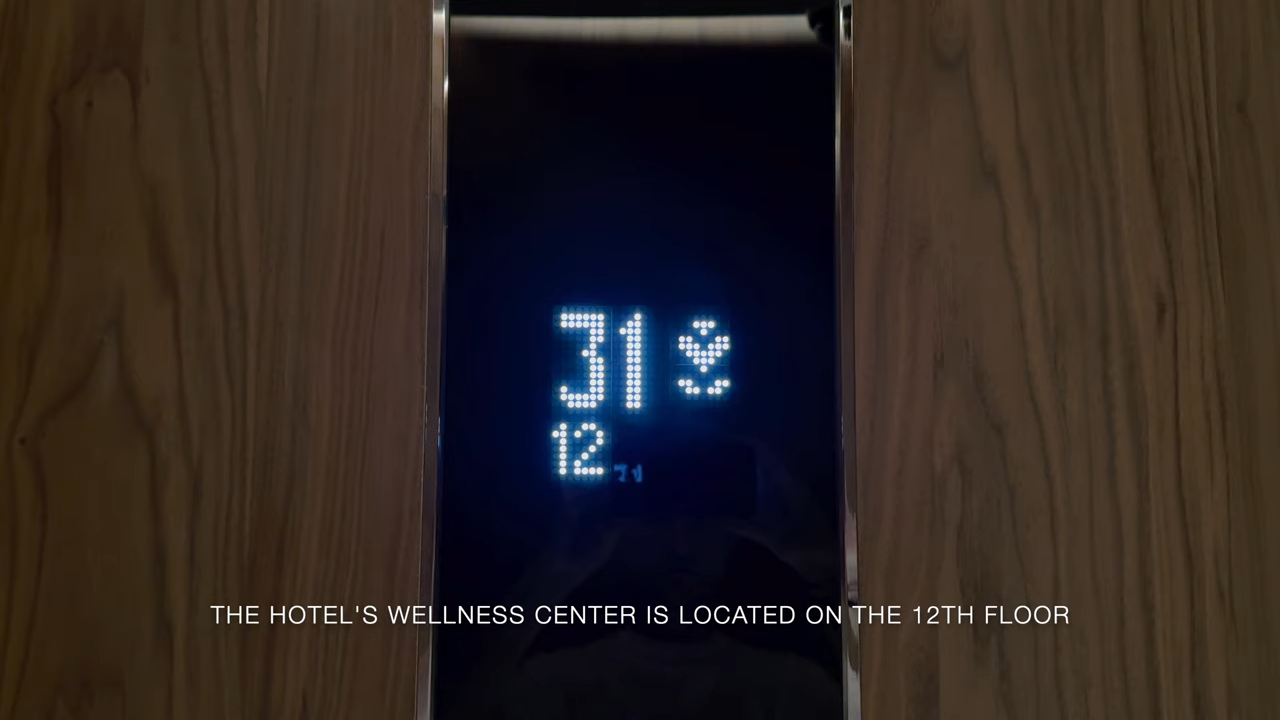 31
12
THE HOTEL'S WELLNESS CENTER IS LOCATED ON THE 12TH FLOOR